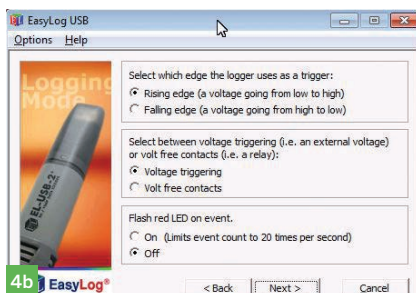 EasyLog USB
Options Help
Logging
Mode
EL-USB-2
Select which edge the logger uses as a trigger:
Rising edge (a voltage going from low to high)
Falling edge (a voltage going from high to low)
Select between voltage triggering (i.e. an external voltage)
or volt free contacts (i.e. a relay):
Voltage triggering
Volt free contacts
Flash red LED on event.
On (Limits event count to 20 times per second)
Off
4b
EasyLog®
< Back Next > Cancel